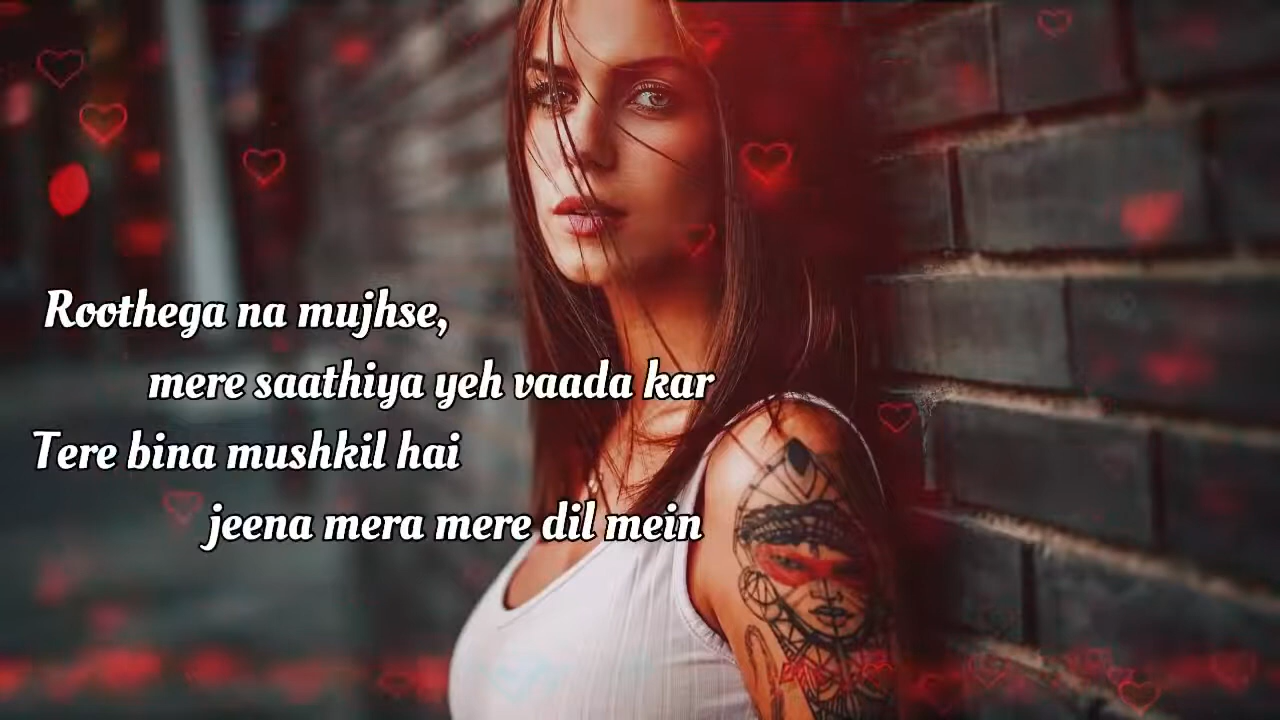 Roothega na mujhse,
mere saathiya yeh vaada kar
Tere bina mushkil hai
jeena mera mere dil mein